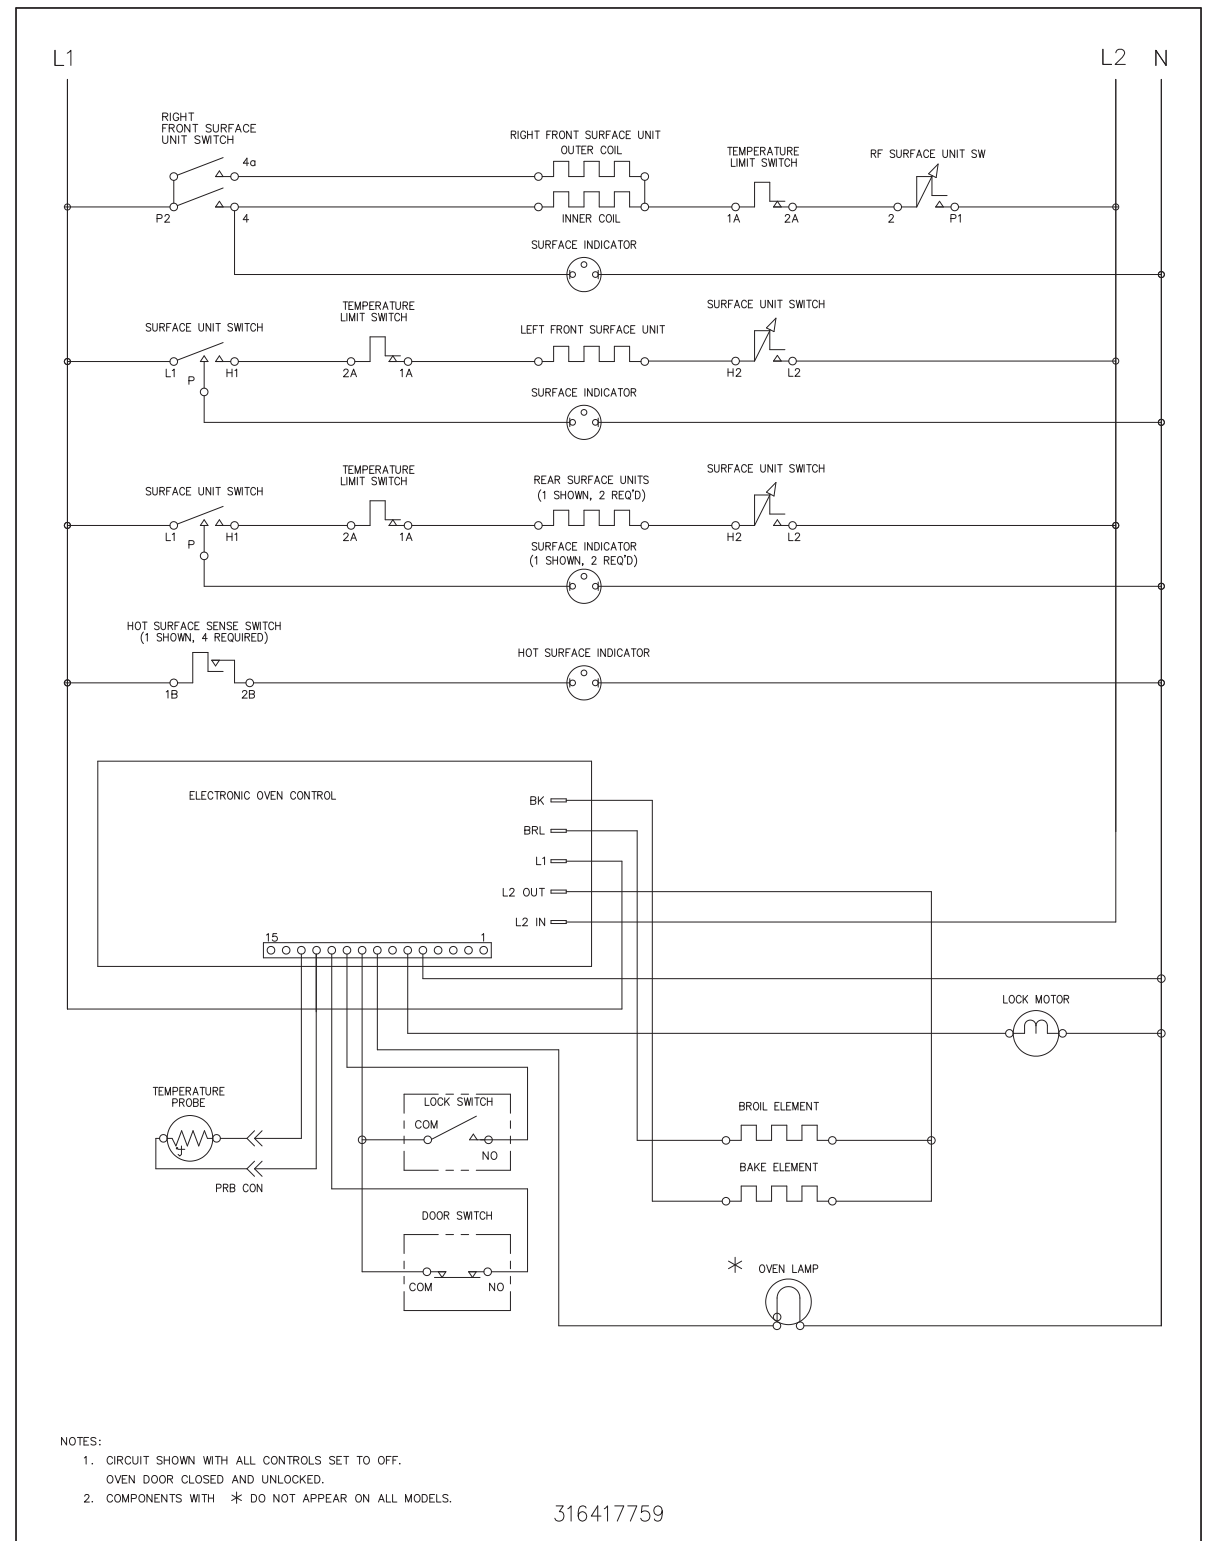 L1
L2 N
RIGHT
FRONT SURFACE
UNIT SWITCH
4a
P2
4
RIGHT FRONT SURFACE UNIT
OUTER COIL
INNER COIL
TEMPERATURE
LIMIT SWITCH
1A
2A
RF SURFACE UNIT SW
2
P1
SURFACE INDICATOR
SURFACE UNIT SWITCH
L1
P
H1
TEMPERATURE
LIMIT SWITCH
2A
1A
LEFT FRONT SURFACE UNIT
SURFACE UNIT SWITCH
H2
L2
SURFACE INDICATOR
SURFACE UNIT SWITCH
L1
P
H1
TEMPERATURE
LIMIT SWITCH
2A
1A
REAR SURFACE UNITS
(1 SHOWN, 2 REQ'D)
SURFACE UNIT SWITCH
H2
L2
SURFACE INDICATOR
(1 SHOWN, 2 REQ'D)
HOT SURFACE SENSE SWITCH
(1 SHOWN, 4 REQUIRED)
1B
2B
HOT SURFACE INDICATOR
ELECTRONIC OVEN CONTROL
BK
BRL
L1
L2 OUT
L2 IN
15
1
LOCK MOTOR
TEMPERATURE
PROBE
PRB CON
LOCK SWITCH
COM
NO
BROIL ELEMENT
BAKE ELEMENT
DOOR SWITCH
COM
NO
* OVEN LAMP
NOTES:
1. CIRCUIT SHOWN WITH ALL CONTROLS SET TO OFF.
OVEN DOOR CLOSED AND UNLOCKED.
2. COMPONENTS WITH * DO NOT APPEAR ON ALL MODELS.
316417759